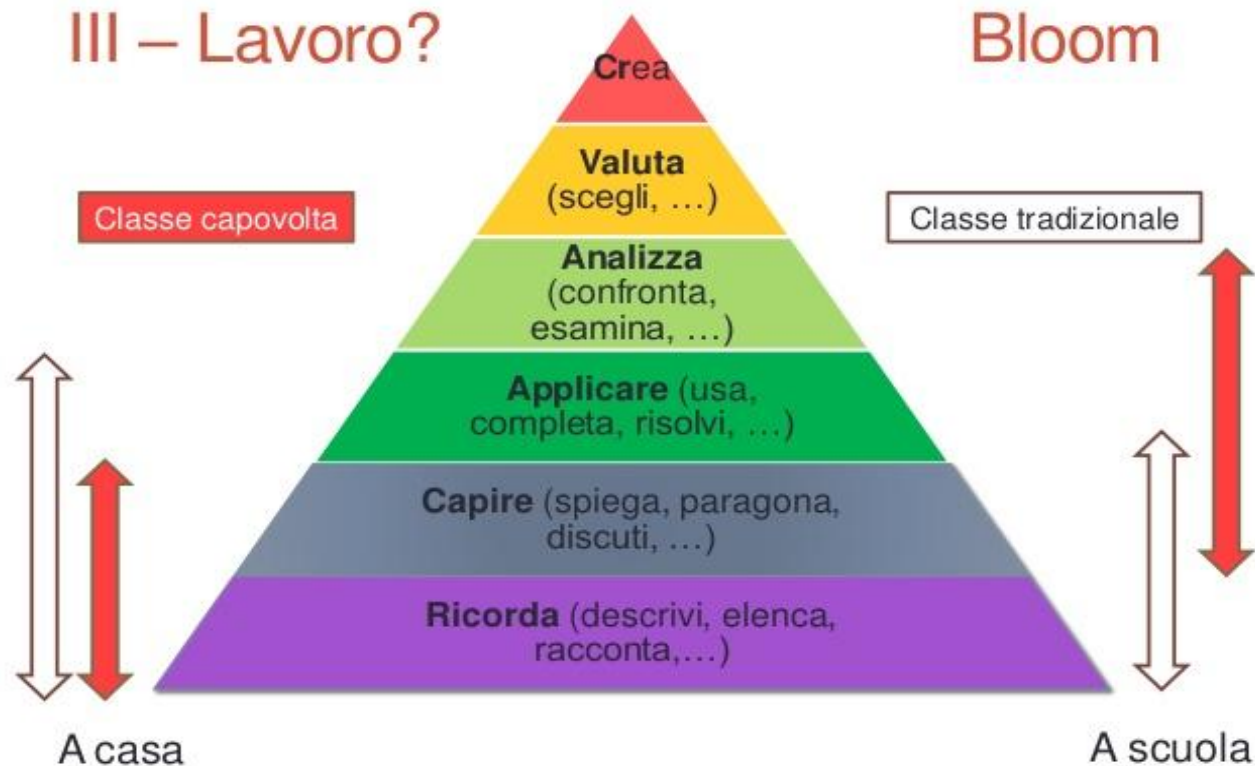 III – Lavoro?
Bloom
Crea
Valuta
(scegli, …)
Classe capovolta
Classe tradizionale
Analizza
(confronta,
esamina, …)
Applicare (usa,
completa, risolvi, …)
Capire (spiega, paragona,
discuti, …)
Ricorda (descrivi, elenca,
racconta,…)
A casa
A scuola